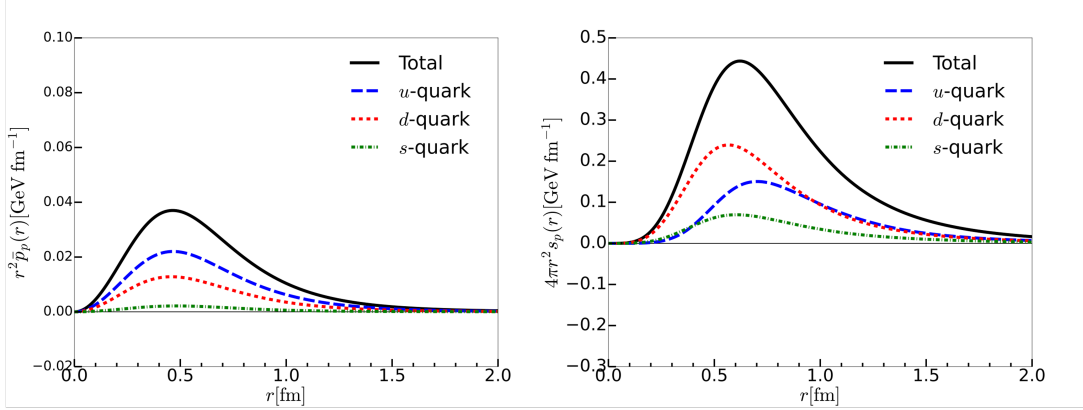 0.10
0.08
0.06
0.04
0.02
0.00
−0.02
r²p̄ₚ(r)[GeV fm⁻¹]
Total
u-quark
d-quark
s-quark
0.0 0.5 1.0 1.5 2.0
r[fm]
0.5
0.4
0.3
0.2
0.1
0.0
−0.1
−0.2
−0.3
4πr²sₚ(r)[GeV fm⁻¹]
Total
u-quark
d-quark
s-quark
0.0 0.5 1.0 1.5 2.0
r[fm]